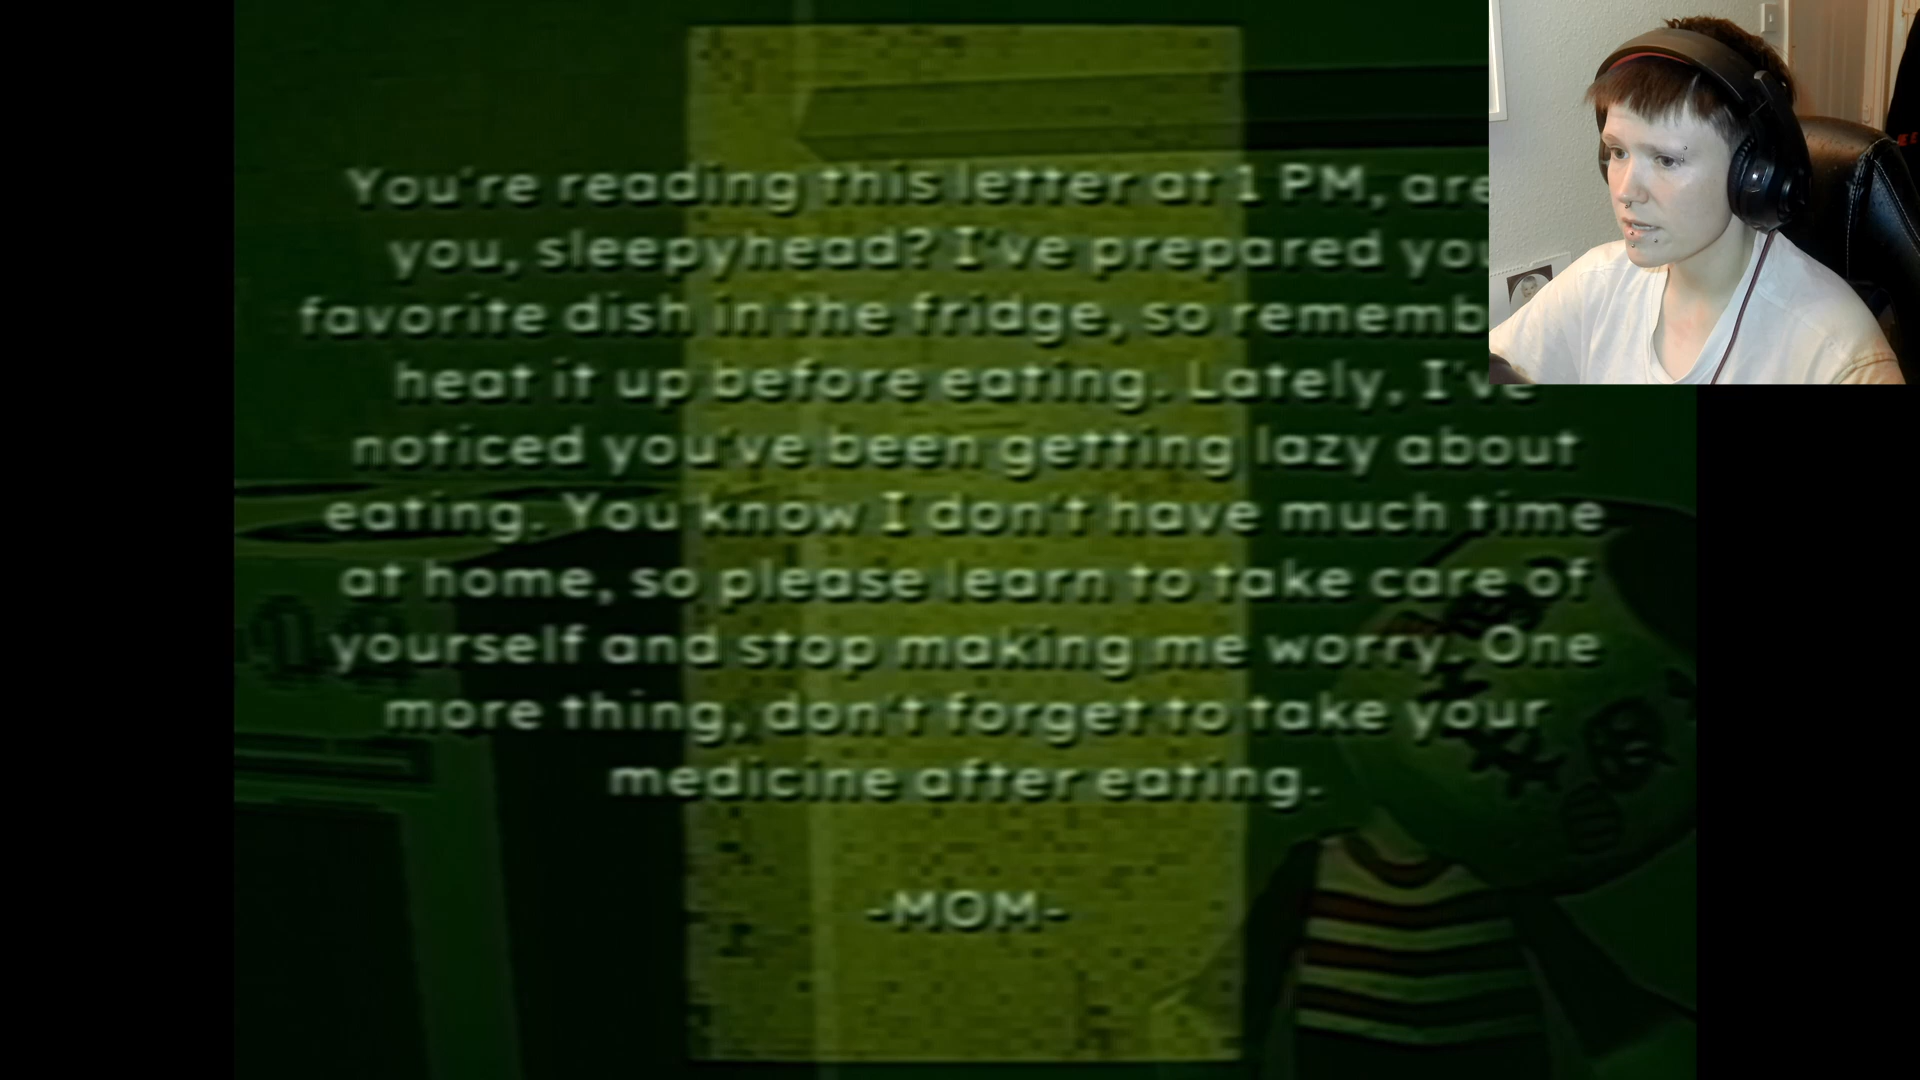 You're reading this letter at 1 PM, are
you, sleepyhead? I've prepared
favorite dish in the fridge, so
heat it up before eating. Lately, I've
noticed you've been getting lazy about
eating. You know I don't have much time
at home, so please learn to take care of
yourself and stop making me worry. One
more thing, don't forget to take your
medicine after eating.
-MOM-